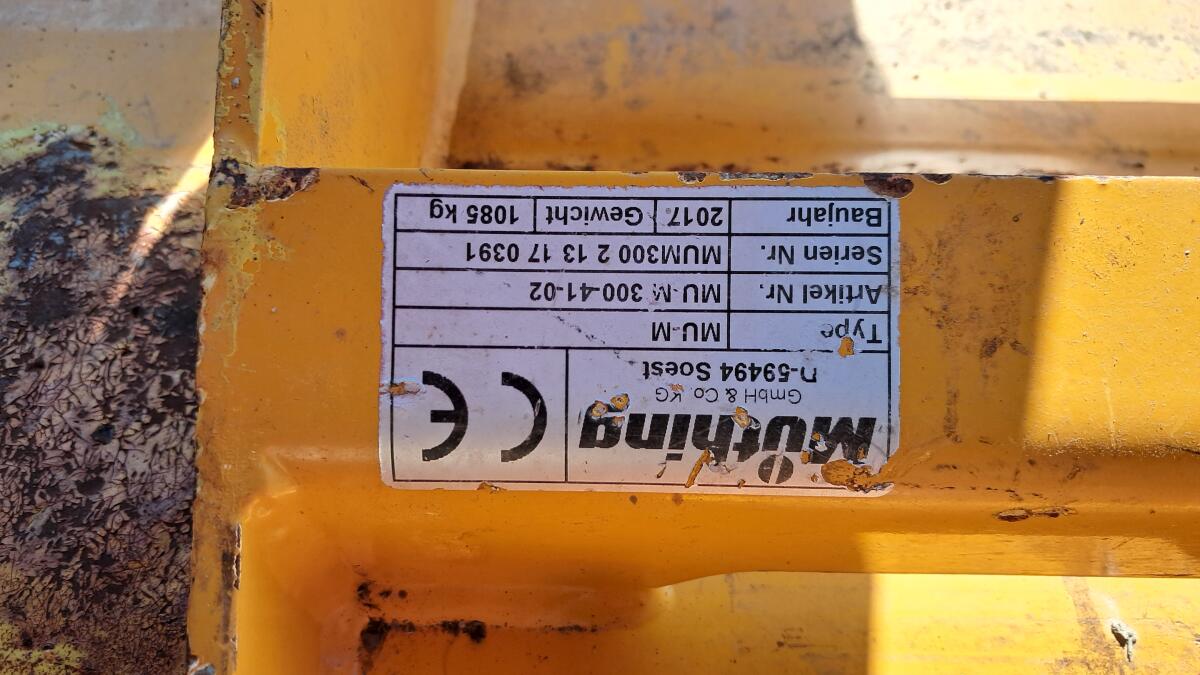 Müthing
GmbH & Co. KG
D-59494 Soest
CE
Type MU-M
Artikel Nr. MU-M 300-41-02
Serien Nr. MUM300 2 13 17 0391
Baujahr 2017 Gewicht 1085 kg